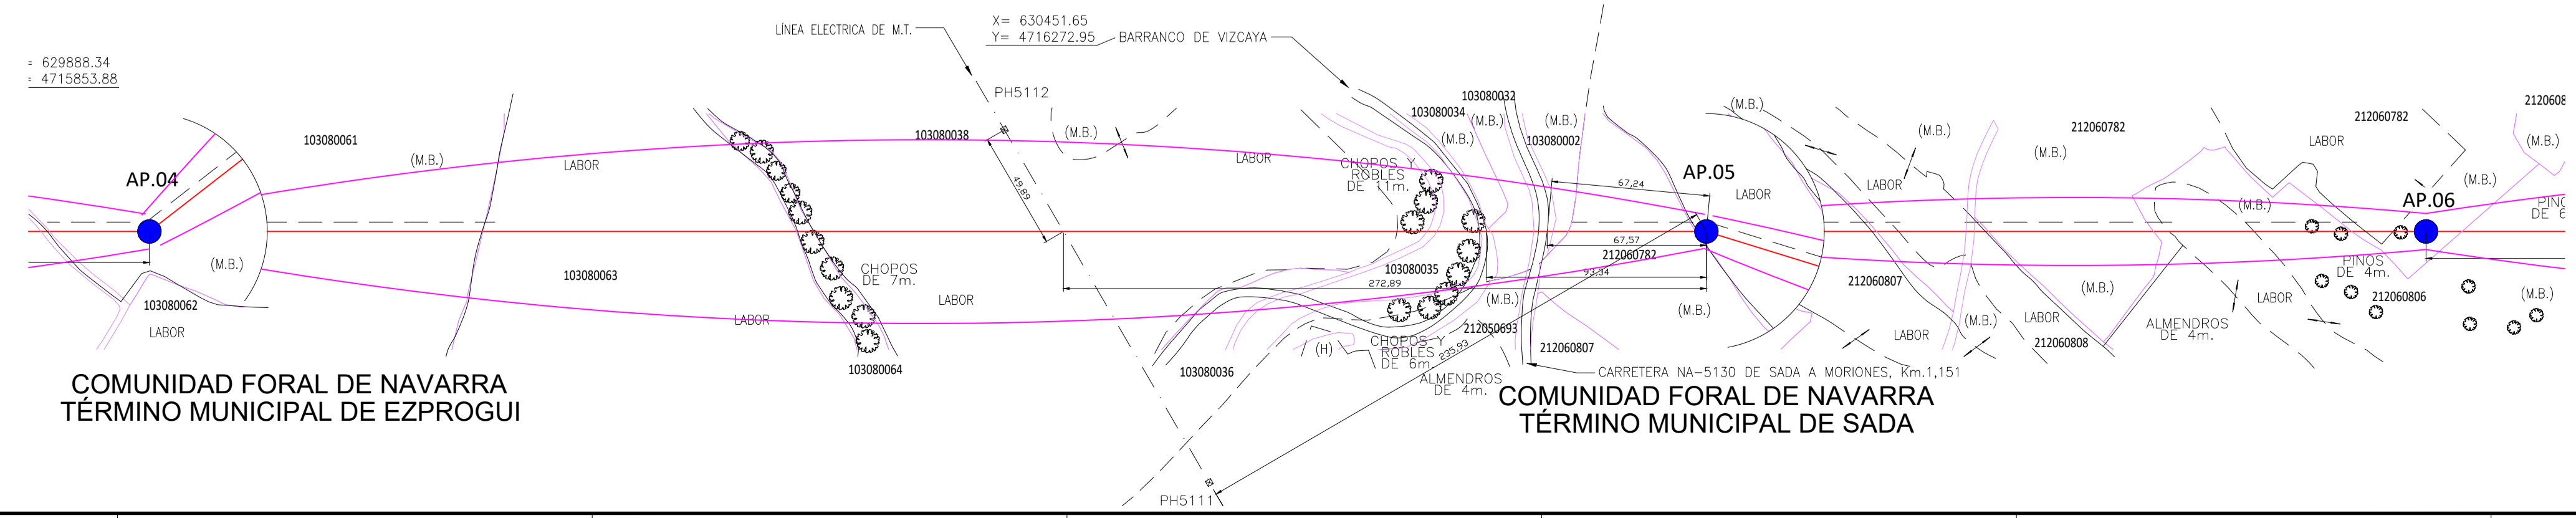 LÍNEA ELECTRICA DE M.T.
X= 630451.65
Y= 4716272.95
BARRANCO DE VIZCAYA
= 629888.34
= 4715853.88
PH5112
103080032
103080034
(M.B.)
(M.B.)
(M.B.)
(M.B.)
103080002
(M.B.)
103080061
103080038
(M.B.)
LABOR
LABOR
CHOPOS Y
ROBLES
DE 11m.
49,89
AP.04
67,24
AP.05
LABOR
LABOR
(M.B.)
212060782
(M.B.)
212060782
LABOR
(M.B.)
(M.B.)
AP.06
(M.B.)
67,57
212060782
(M.B.)
103080062
LABOR
103080063
CHOPOS
DE 7m.
LABOR
LABOR
103080035
93,34
272,89
(M.B.)
212050693
(M.B.)
212060807
LABOR
(M.B.)
LABOR
212060808
(M.B.)
PINOS
DE 4m.
LABOR
212060806
(M.B.)
ALMENDROS
DE 4m.
(H)
CHOPOS Y
ROBLES
DE 6m.
235,93
212060807
103080064
103080036
ALMENDROS
DE 4m.
CARRETERA NA-5130 DE SADA A MORIONES, Km.1,151
COMUNIDAD FORAL DE NAVARRA
TÉRMINO MUNICIPAL DE EZPROGUI
COMUNIDAD FORAL DE NAVARRA
TÉRMINO MUNICIPAL DE SADA
PH5111